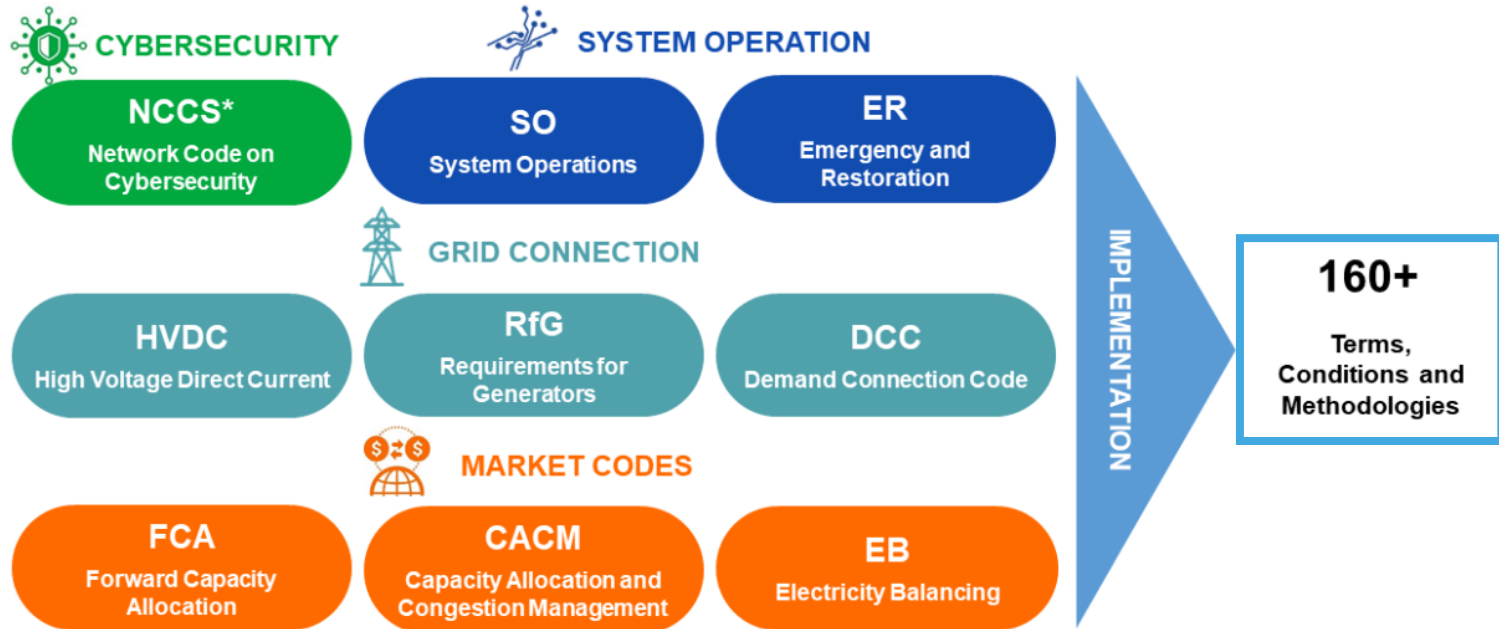 CYBERSECURITY
SYSTEM OPERATION
NCCS*
Network Code on
Cybersecurity
SO
System Operations
ER
Emergency and
Restoration
GRID CONNECTION
HVDC
High Voltage Direct Current
RfG
Requirements for
Generators
DCC
Demand Connection Code
MARKET CODES
$ $
FCA
Forward Capacity
Allocation
CACM
Capacity Allocation and
Congestion Management
EB
Electricity Balancing
IMPLEMENTATION
160+
Terms,
Conditions and
Methodologies